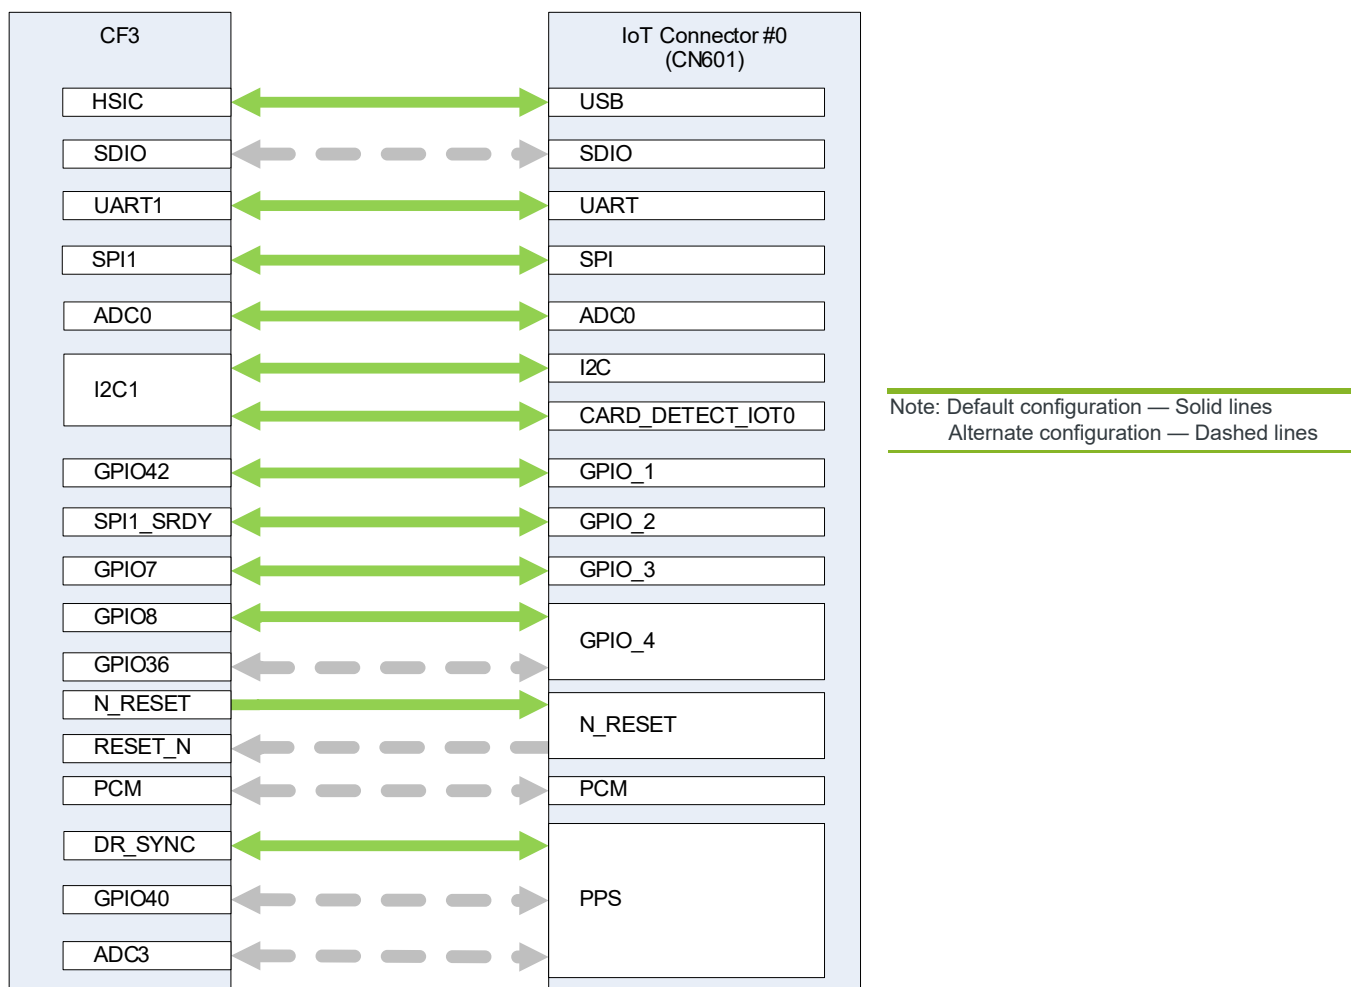 CF3
IoT Connector #0
(CN601)
HSIC
USB
SDIO
SDIO
UART1
UART
SPI1
SPI
ADC0
ADC0
I2C1
I2C
CARD_DETECT_IOT0
Note: Default configuration — Solid lines
Alternate configuration — Dashed lines
GPIO42
GPIO_1
SPI1_SRDY
GPIO_2
GPIO7
GPIO_3
GPIO8
GPIO_4
GPIO36
N_RESET
N_RESET
RESET_N
PCM
PCM
DR_SYNC
GPIO40
PPS
ADC3